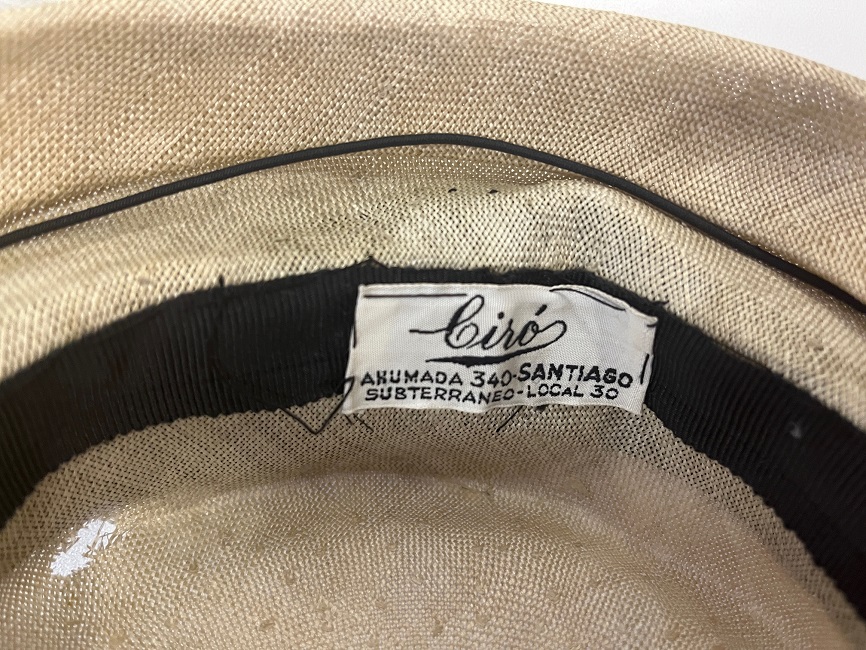 Ciró
AHUMADA 340-SANTIAGO
SUBTERRANEO-LOCAL 30